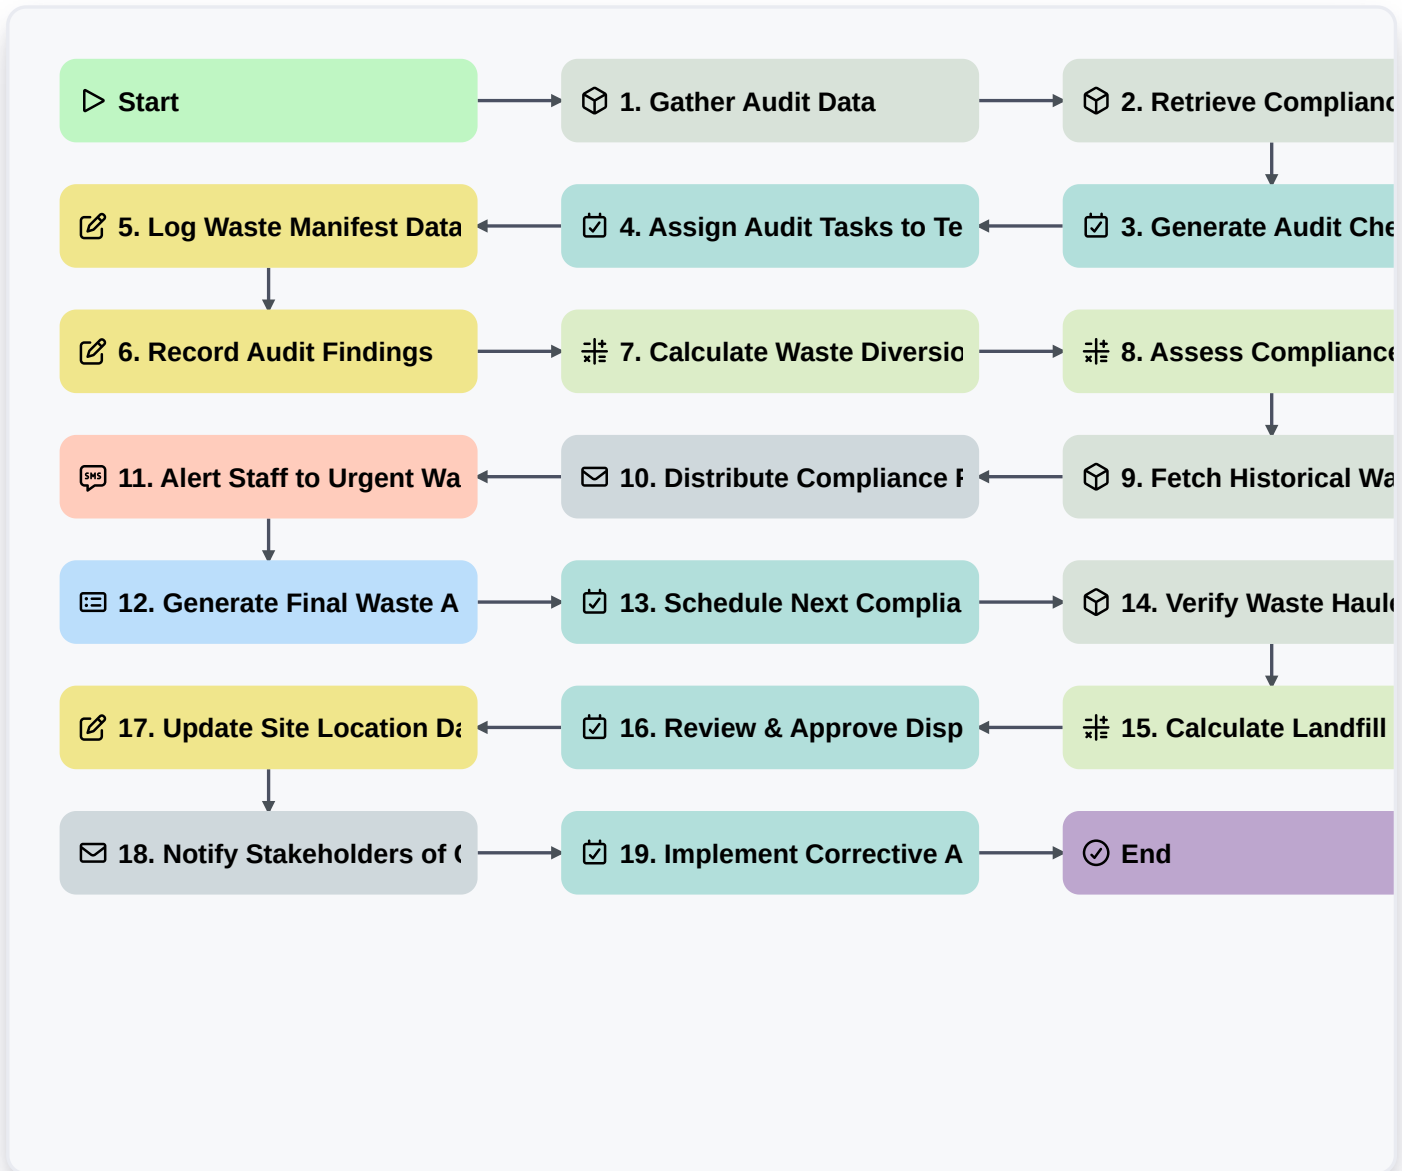 Start
1. Gather Audit Data
2. Retrieve Complianc
5. Log Waste Manifest Data
4. Assign Audit Tasks to Te
3. Generate Audit Che
6. Record Audit Findings
7. Calculate Waste Diversio
8. Assess Compliance
SMS
11. Alert Staff to Urgent Wa
10. Distribute Compliance
9. Fetch Historical Wa
12. Generate Final Waste A
13. Schedule Next Complia
14. Verify Waste Haule
17. Update Site Location Da
16. Review & Approve Disp
15. Calculate Landfill
18. Notify Stakeholders of
19. Implement Corrective A
End